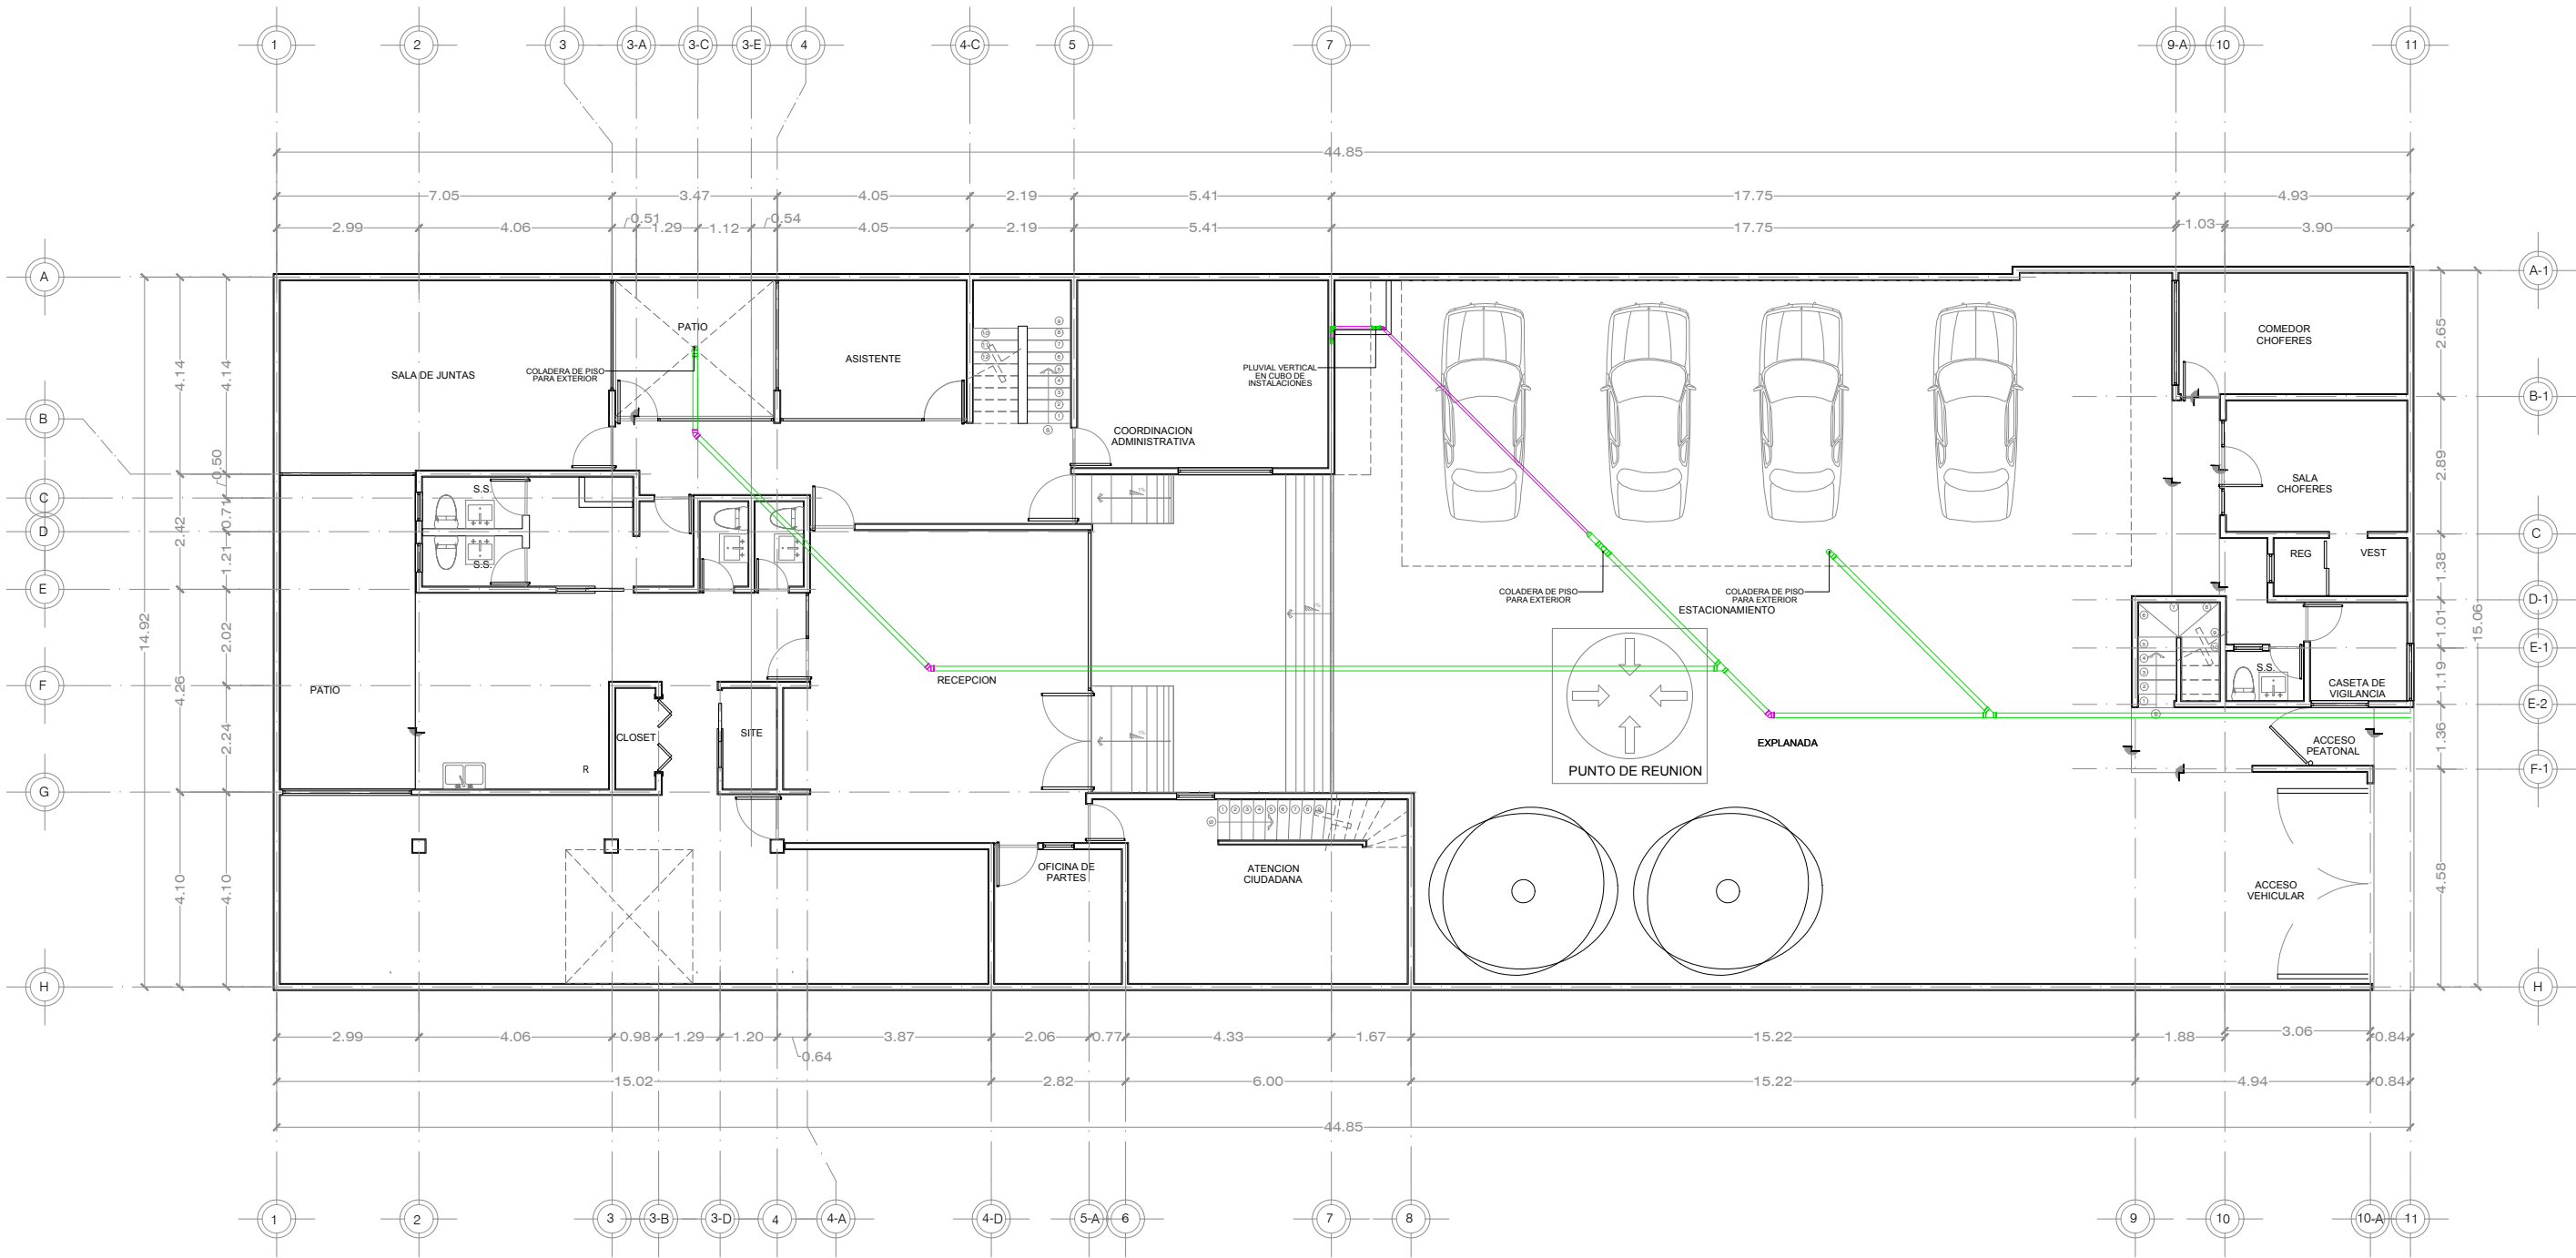 1 2 3 3-A 3-C 3-E 4 4-C 5 7 9-A 10 11
44.85
7.05 3.47 4.05 2.19 5.41 17.75 4.93
2.99 4.06 0.51 1.29 1.12 0.54 4.05 2.19 5.41 17.75 1.03 3.90
A
B
C
D
E
F
G
H
A-1
B-1
C
D-1
E-1
E-2
F-1
H
14.92
4.14
2.42
4.26
4.10
4.14
0.50
0.71
1.21
2.02
2.24
4.10
2.65
2.89
1.38
1.01
1.19
1.36
4.58
15.06
PATIO
SALA DE JUNTAS
COLADERA DE PISO
PARA EXTERIOR
ASISTENTE
COORDINACION
ADMINISTRATIVA
PLUVIAL VERTICAL
EN CUBO DE
INSTALACIONES
COMEDOR
CHOFERES
SALA
CHOFERES
REG
VEST
S.S.
S.S.
COLADERA DE PISO
PARA EXTERIOR
COLADERA DE PISO
PARA EXTERIOR
ESTACIONAMIENTO
S.S.
CASETA DE
VIGILANCIA
PATIO
RECEPCION
CLOSET
SITE
R
EXPLANADA
PUNTO DE REUNION
ACCESO
PEATONAL
OFICINA DE
PARTES
ATENCION
CIUDADANA
ACCESO
VEHICULAR
2.99 4.06 0.98 1.29 1.20 0.64 3.87 2.06 0.77 4.33 1.67 15.22 1.88 3.06 0.84
15.02 2.82 6.00 15.22 4.94 0.84
44.85
1 2 3 3-B 3-D 4 4-A 4-D 5-A 6 7 8 9 10 10-A 11